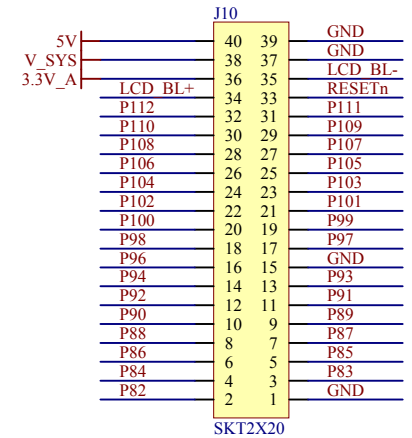 J10
5V 40 39 GND
V_SYS 38 37 GND
3.3V_A 36 35 LCD_BL-
LCD_BL+ 34 33 RESETn
P112 32 31 P111
P110 30 29 P109
P108 28 27 P107
P106 26 25 P105
P104 24 23 P103
P102 22 21 P101
P100 20 19 P99
P98 18 17 P97
P96 16 15 GND
P94 14 13 P93
P92 12 11 P91
P90 10 9 P89
P88 8 7 P87
P86 6 5 P85
P84 4 3 P83
P82 2 1 GND
SKT2X20